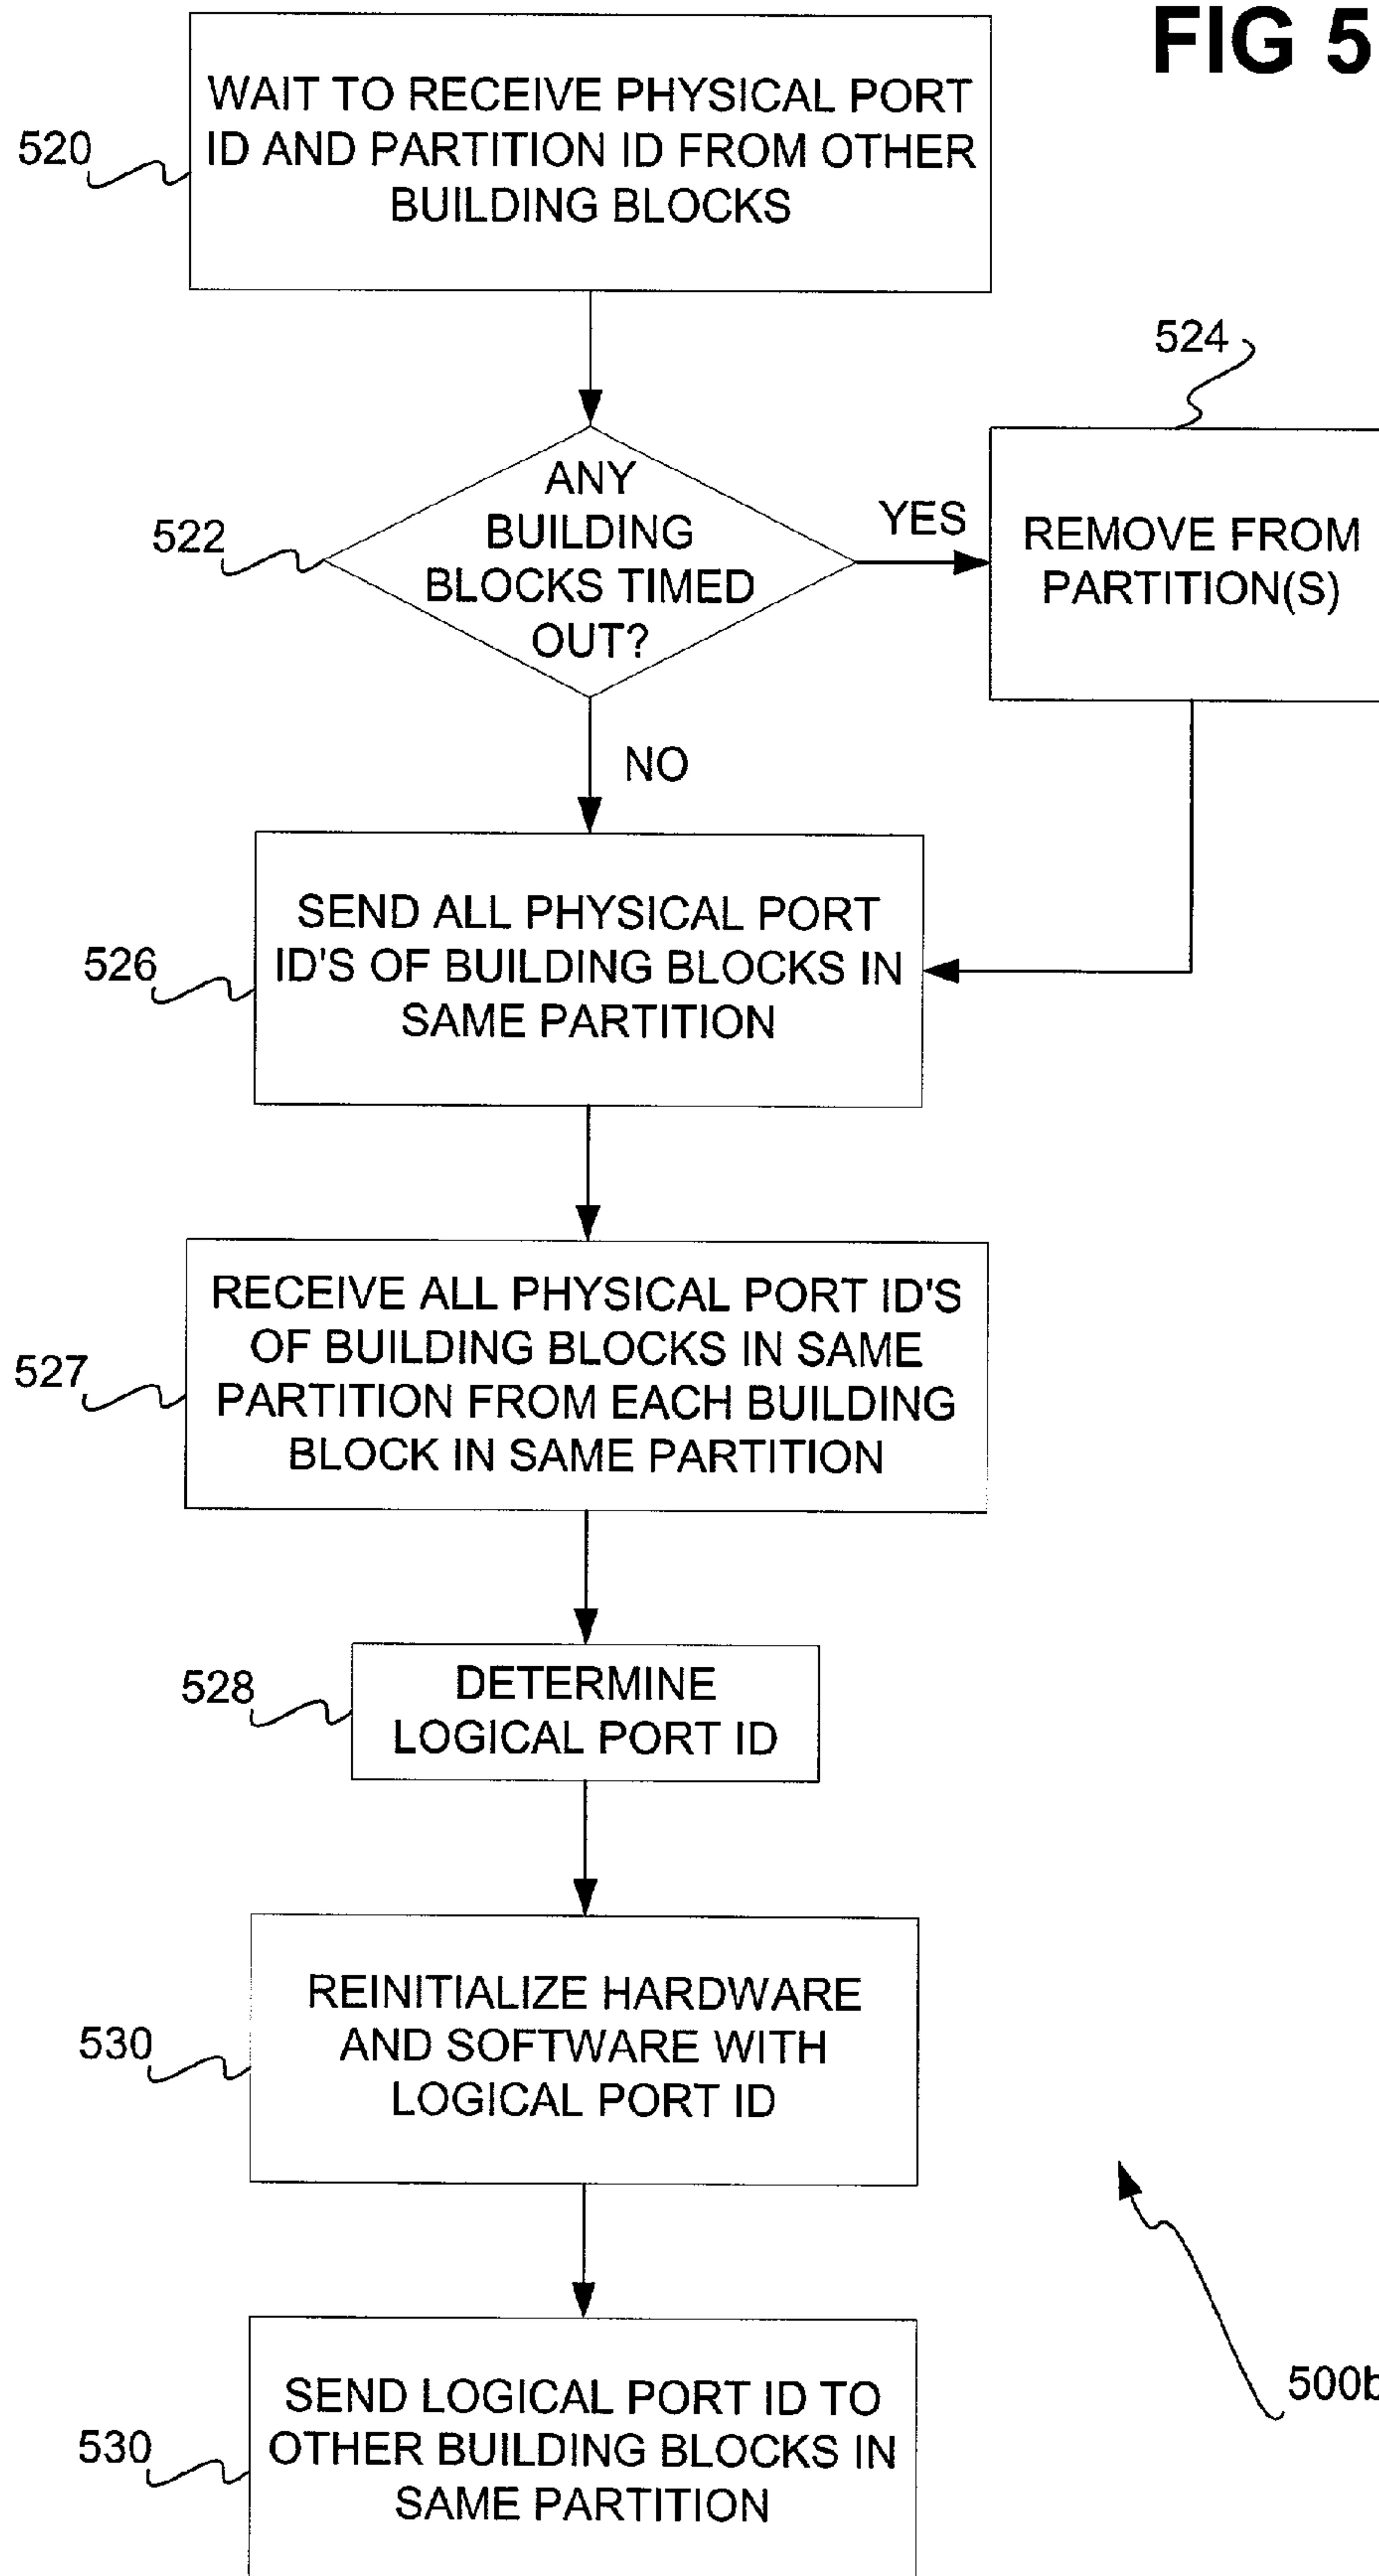 FIG 5
WAIT TO RECEIVE PHYSICAL PORT
ID AND PARTITION ID FROM OTHER
BUILDING BLOCKS
520
524
ANY
BUILDING
BLOCKS TIMED
OUT?
522
YES
REMOVE FROM
PARTITION(S)
NO
SEND ALL PHYSICAL PORT
ID'S OF BUILDING BLOCKS IN
SAME PARTITION
526
RECEIVE ALL PHYSICAL PORT ID'S
OF BUILDING BLOCKS IN SAME
PARTITION FROM EACH BUILDING
BLOCK IN SAME PARTITION
527
DETERMINE
LOGICAL PORT ID
528
REINITIALIZE HARDWARE
AND SOFTWARE WITH
LOGICAL PORT ID
530
500b
SEND LOGICAL PORT ID TO
OTHER BUILDING BLOCKS IN
SAME PARTITION
530